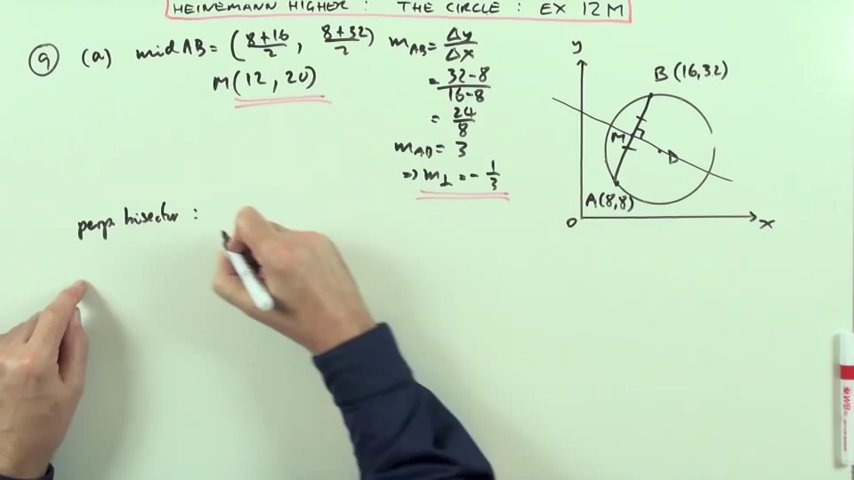 HEINEMANN HIGHER : THE CIRCLE : EX 12M
9 (a) mid AB = (8+16/2, 8+32/2)
M(12, 20)
m_AB = Δy/Δx
= 32-8/16-8
= 24/8
m_AB = 3
=> m⊥ = -1/3
perp. bisector :
y
B (16,32)
M
D
A(8,8)
O
x